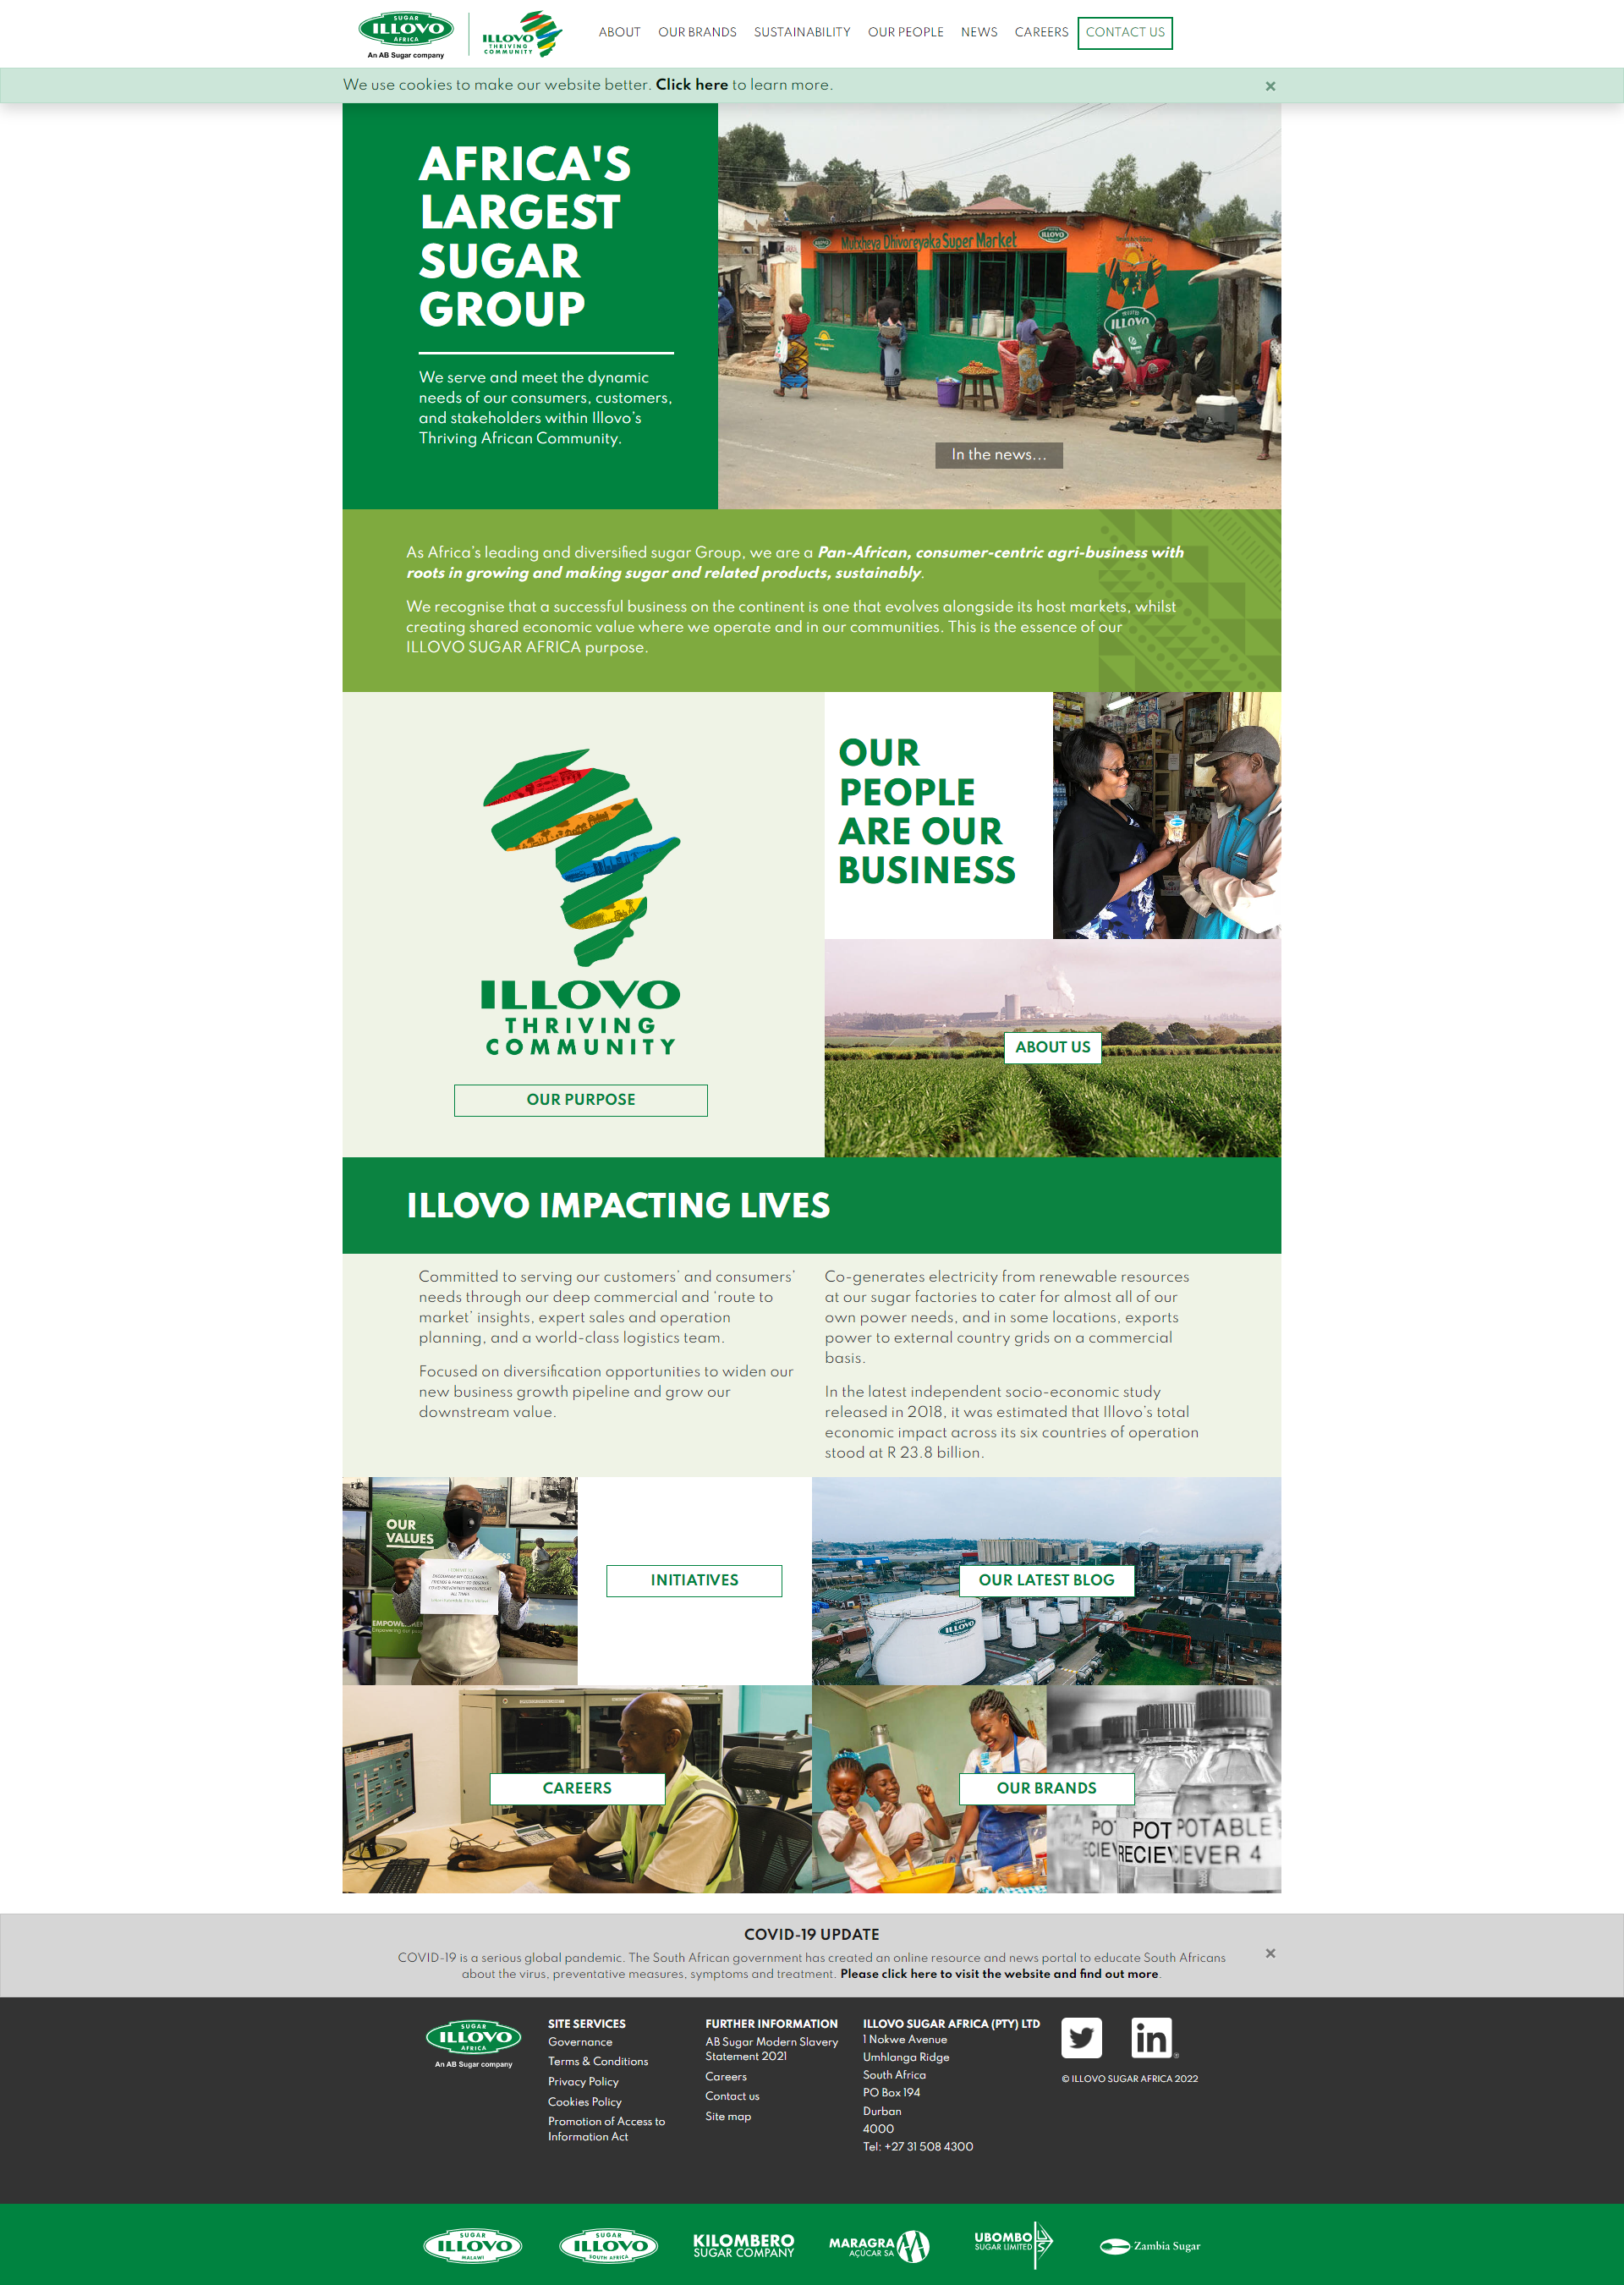 SUGAR
ILLOVO
AFRICA
An AB Sugar company
ILLOVO
THRIVING
COMMUNITY
ABOUT
OUR BRANDS
SUSTAINABILITY
OUR PEOPLE
NEWS
CAREERS
CONTACT US
We use cookies to make our website better. Click here to learn more.
×
AFRICA'S
LARGEST
SUGAR
GROUP
We serve and meet the dynamic
needs of our consumers, customers,
and stakeholders within Illovo's
Thriving African Community.
Mutxheya Dhivoreyaka Super Market
ILLOVO
ILLOVO
In the news...
As Africa's leading and diversified sugar Group, we are a Pan-African, consumer-centric agri-business with
roots in growing and making sugar and related products, sustainably.
We recognise that a successful business on the continent is one that evolves alongside its host markets, whilst
creating shared economic value where we operate and in our communities. This is the essence of our
ILLOVO SUGAR AFRICA purpose.
ILLOVO
THRIVING
COMMUNITY
OUR PURPOSE
OUR
PEOPLE
ARE OUR
BUSINESS
ABOUT US
ILLOVO IMPACTING LIVES
Committed to serving our customers' and consumers'
needs through our deep commercial and 'route to
market' insights, expert sales and operation
planning, and a world-class logistics team.
Focused on diversification opportunities to widen our
new business growth pipeline and grow our
downstream value.
Co-generates electricity from renewable resources
at our sugar factories to cater for almost all of our
own power needs, and in some locations, exports
power to external country grids on a commercial
basis.
In the latest independent socio-economic study
released in 2018, it was estimated that Illovo's total
economic impact across its six countries of operation
stood at R 23.8 billion.
OUR
VALUES
INITIATIVES
OUR LATEST BLOG
ILLOVO
CAREERS
OUR BRANDS
POT
POTABLE
RECIEV
IEVER 4
COVID-19 UPDATE
COVID-19 is a serious global pandemic. The South African government has created an online resource and news portal to educate South Africans
about the virus, preventative measures, symptoms and treatment. Please click here to visit the website and find out more.
×
SUGAR
ILLOVO
AFRICA
An AB Sugar company
SITE SERVICES
Governance
Terms & Conditions
Privacy Policy
Cookies Policy
Promotion of Access to
Information Act
FURTHER INFORMATION
AB Sugar Modern Slavery
Statement 2021
Careers
Contact us
Site map
ILLOVO SUGAR AFRICA (PTY) LTD
1 Nokwe Avenue
Umhlanga Ridge
South Africa
PO Box 194
Durban
4000
Tel: +27 31 508 4300
in
© ILLOVO SUGAR AFRICA 2022
SUGAR
ILLOVO
MALAWI
SUGAR
ILLOVO
SOUTH AFRICA
KILOMBERO
SUGAR COMPANY
MARAGRA
AÇÚCAR SA
UBOMBO
SUGAR LIMITED
Zambia Sugar